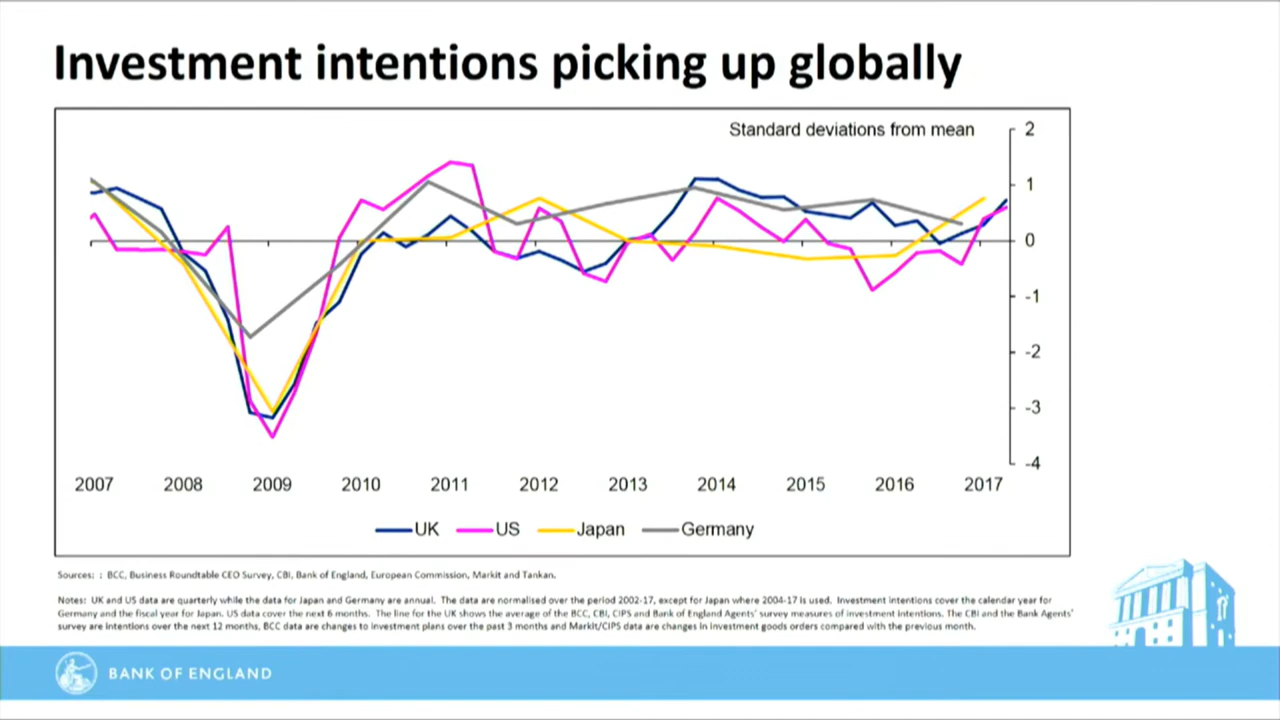 Investment intentions picking up globally
Standard deviations from mean
2
1
0
-1
-2
-3
-4
2007 2008 2009 2010 2011 2012 2013 2014 2015 2016 2017
UK US Japan Germany
Sources: : BCC, Business Roundtable CEO Survey, CBI, Bank of England, European Commission, Markit and Tankan.
Notes: UK and US data are quarterly while the data for Japan and Germany are annual. The data are normalised over the period 2002-17, except for Japan where 2004-17 is used. Investment intentions cover the calendar year for
Germany and the fiscal year for Japan. US data cover the next 6 months. The line for the UK shows the average of the BCC, CBI, CIPS and Bank of England Agents' survey measures of investment intentions. The CBI and the Bank Agents'
survey are intentions over the next 12 months, BCC data are changes to investment plans over the past 3 months and Markit/CIPS data are changes in investment goods orders compared with the previous month.
BANK OF ENGLAND